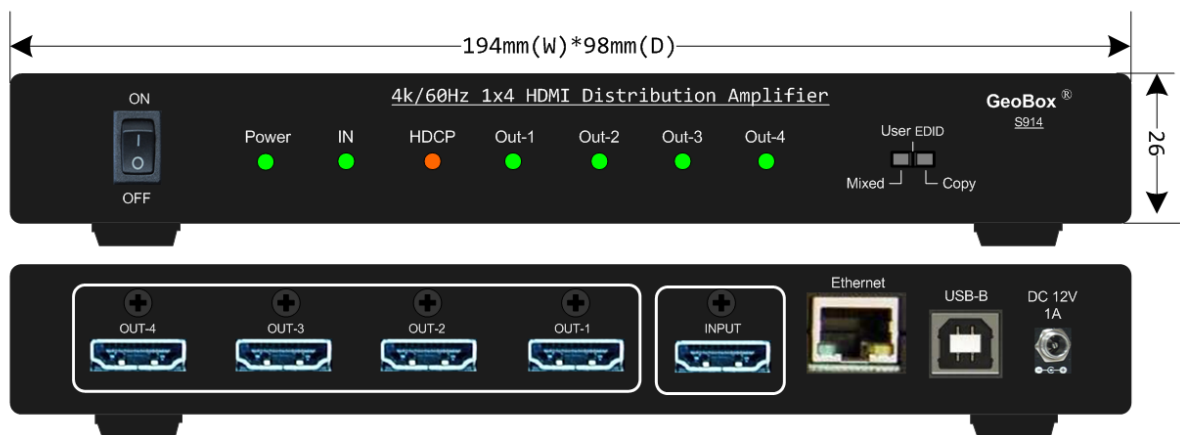 194mm(W)*98mm(D)
4k/60Hz 1x4 HDMI Distribution Amplifier
GeoBox ®
S914
ON
I
O
OFF
Power
IN
HDCP
Out-1
Out-2
Out-3
Out-4
User EDID
Mixed
Copy
26
OUT-4
OUT-3
OUT-2
OUT-1
INPUT
Ethernet
USB-B
DC 12V
1A